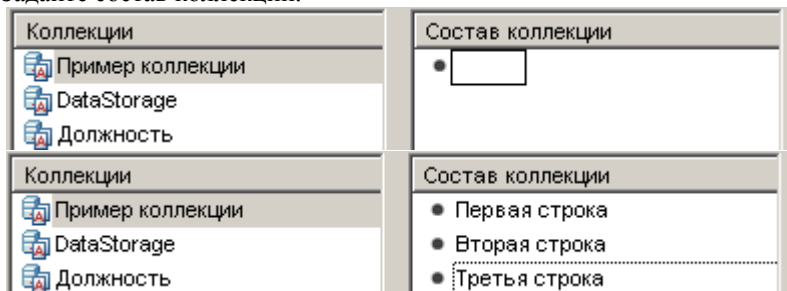 Задайте состав коллекции:
Коллекции
Состав коллекции
Пример коллекции
DataStorage
Должность
Коллекции
Состав коллекции
Пример коллекции
Первая строка
DataStorage
Вторая строка
Должность
Третья строка